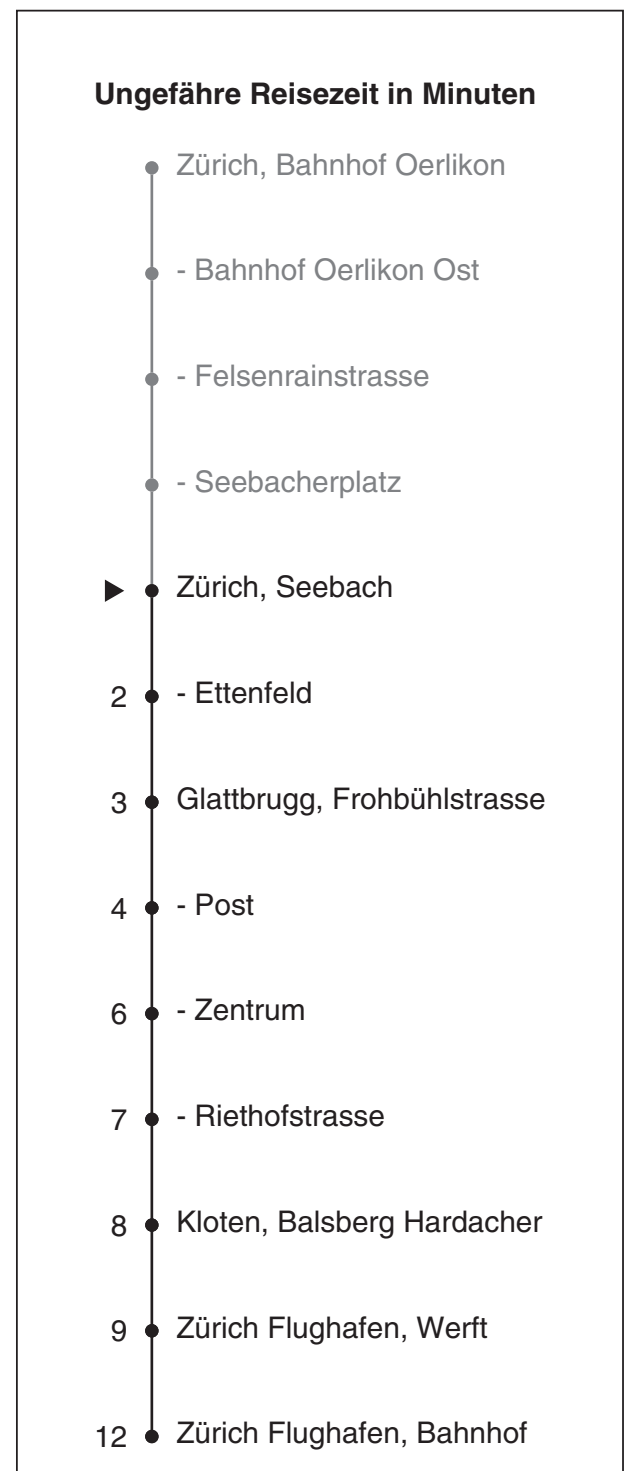 Ungefähre Reisezeit in Minuten
Zürich, Bahnhof Oerlikon
- Bahnhof Oerlikon Ost
- Felsenrainstrasse
- Seebacherplatz
Zürich, Seebach
2 - Ettenfeld
3 Glattbrugg, Frohbühlstrasse
4 - Post
6 - Zentrum
7 - Riethofstrasse
8 Kloten, Balsberg Hardacher
9 Zürich Flughafen, Werft
12 Zürich Flughafen, Bahnhof